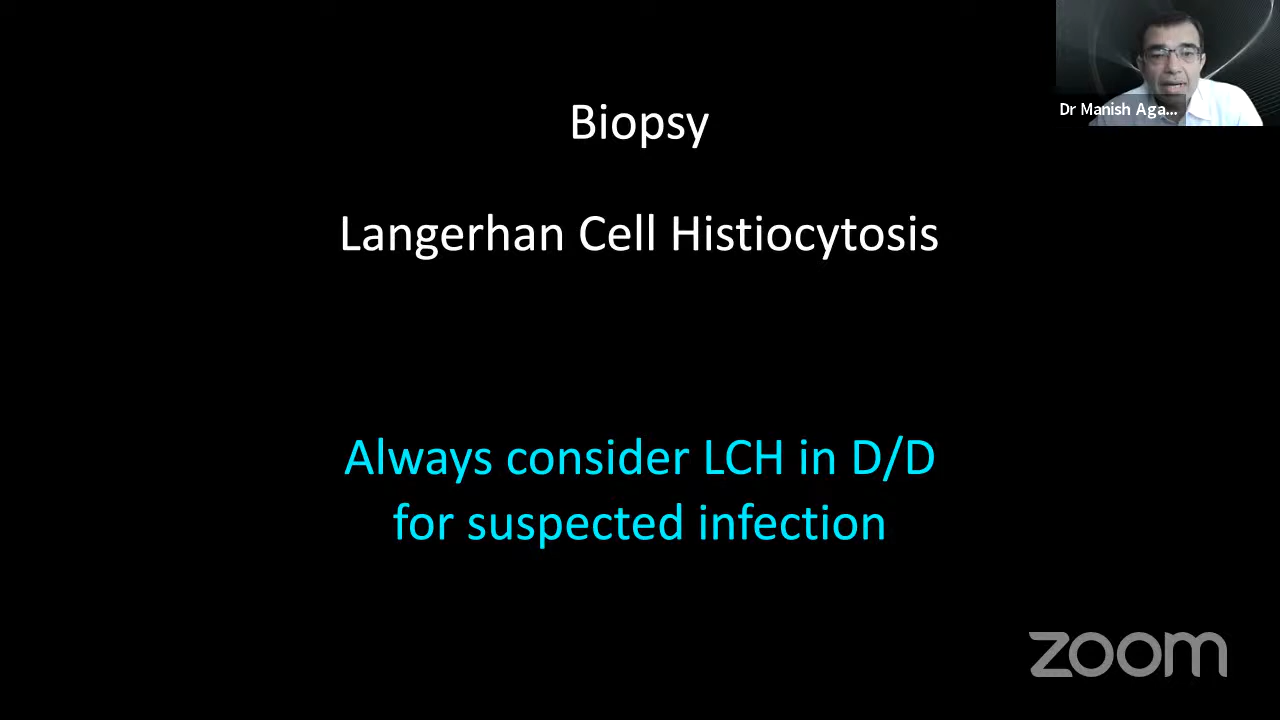 Dr Manish Aga...
Biopsy
Langerhan Cell Histiocytosis
Always consider LCH in D/D
for suspected infection
zoom